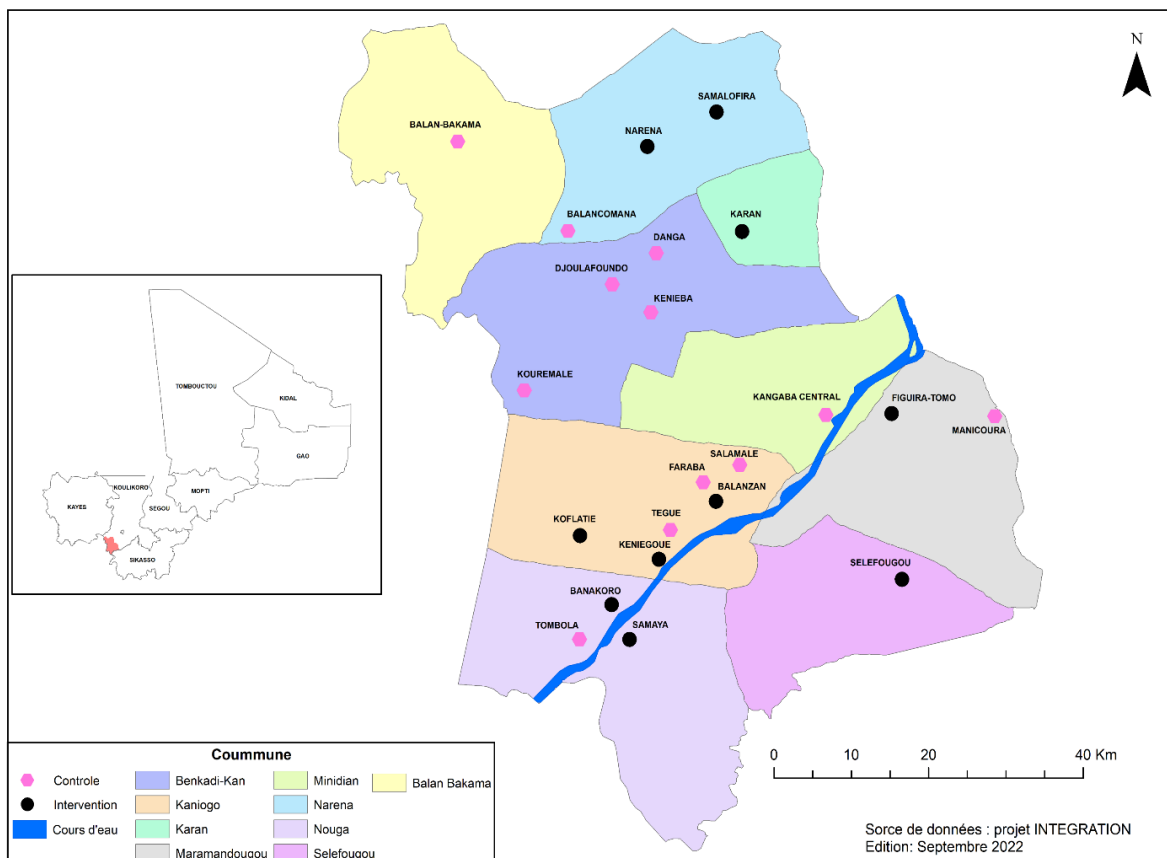 N
SAMALOFIRA
BALAN-BAKAMA
NARENA
KARAN
BALANCOMANA
DANGA
DJOULAFOUNDO
KENIEBA
KOUREMALE
KANGABA CENTRAL
FIGUIRA-TOMO
MANICOURA
SALAMALE
FARABA
BALANZAN
TEGUE
KOFLATIE
KENIEGOUE
SELEFOUGOU
BANAKORO
TOMBOLA
SAMAYA
TOMBOUCTOU
KIDAL
GAO
KOULIKORO
MOPTI
KAYES
SEGOU
SIKASSO
Coummune
Controle
Intervention
Cours d'eau
Benkadi-Kan
Kaniogo
Karan
Maramandougou
Minidian
Narena
Nouga
Selefougou
Balan Bakama
0 10 20 40 Km
Sorce de données : projet INTEGRATION
Edition: Septembre 2022